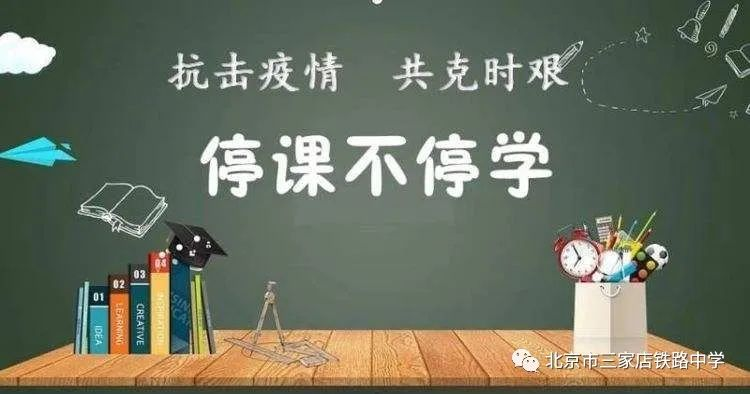 抗击疫情 共克时艰
停课不停学
01 02 03 04
IDEA
LEARNING
CREATIVE
INSPIRATION
北京市三家店铁路中学